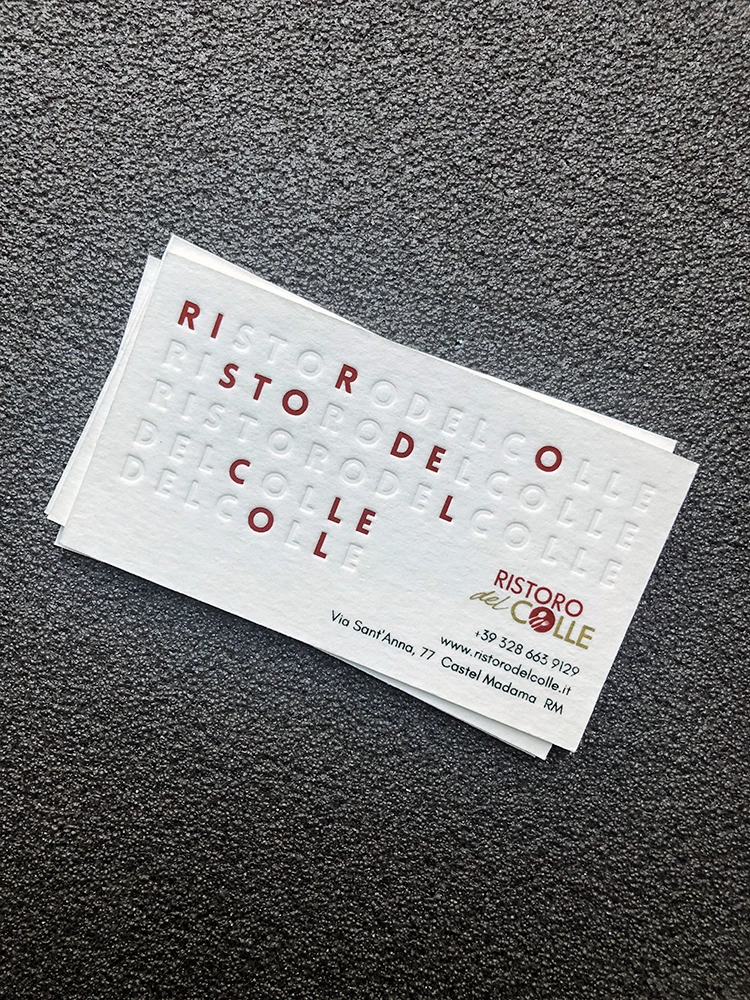 RISTORODELCOLLE
RISTORODELCOLLE
RISTORODELCOLLE
DELCOLLE
DELCOLLE
RISTORO
del COLLE
+39 328 663 9129
www.ristorodelcolle.it
Via Sant'Anna, 77 Castel Madama RM